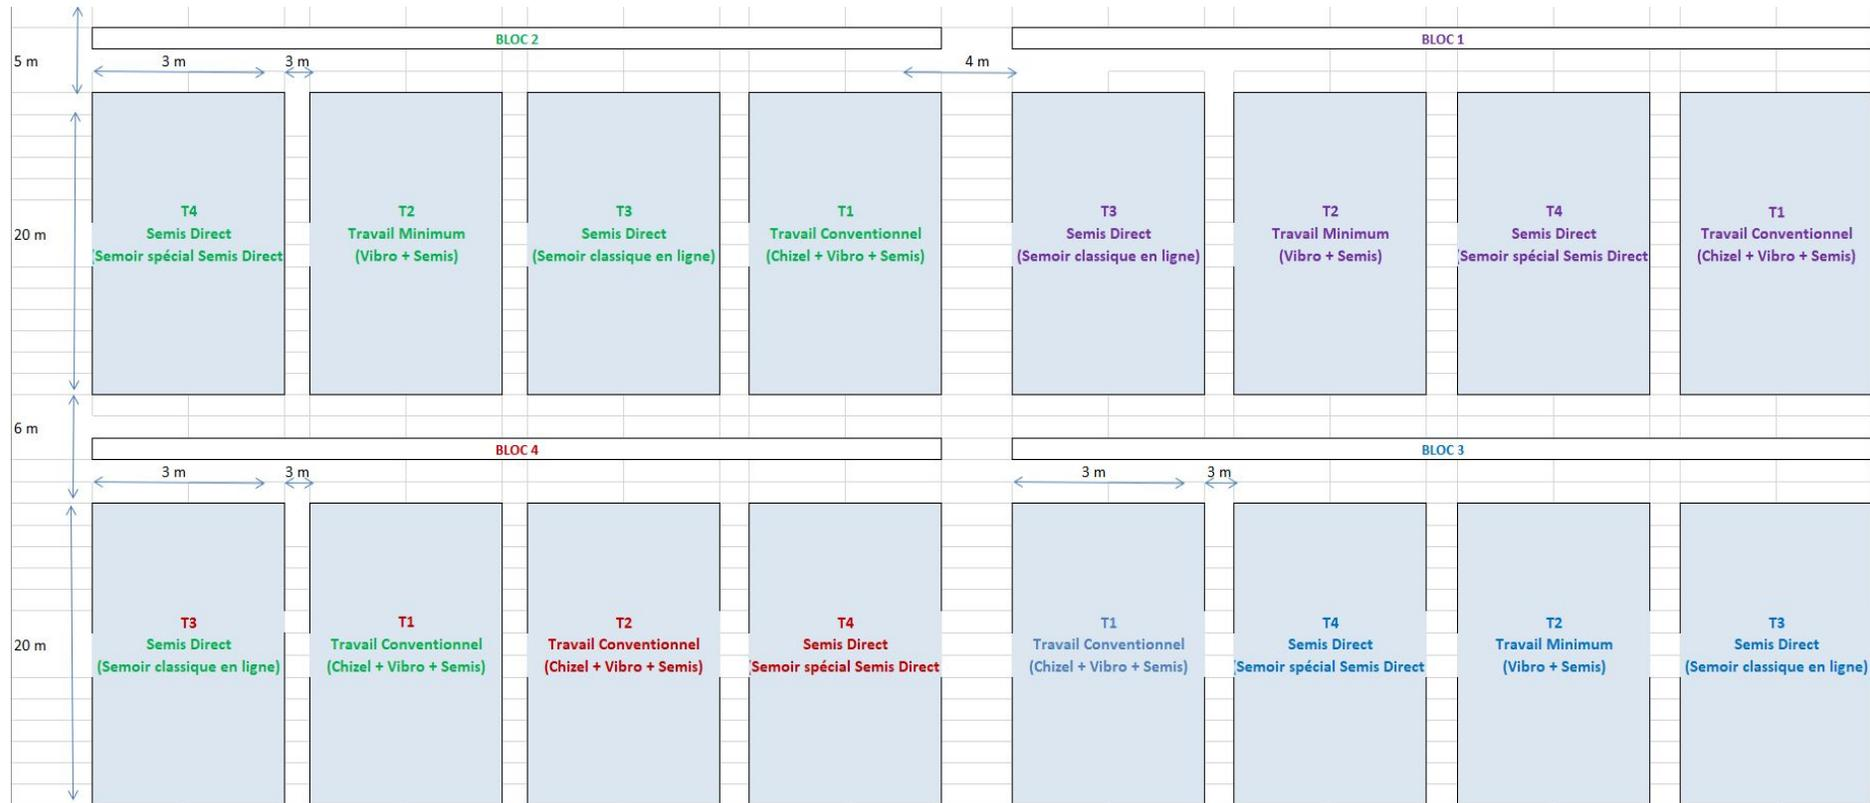 BLOC 2
BLOC 1
5 m
3 m
3 m
4 m
T4
Semis Direct
(Semoir spécial Semis Direct
T2
Travail Minimum
(Vibro + Semis)
T3
Semis Direct
(Semoir classique en ligne)
T1
Travail Conventionnel
(Chizel + Vibro + Semis)
T3
Semis Direct
(Semoir classique en ligne)
T2
Travail Minimum
(Vibro + Semis)
T4
Semis Direct
(Semoir spécial Semis Direct
T1
Travail Conventionnel
(Chizel + Vibro + Semis)
20 m
6 m
BLOC 4
BLOC 3
3 m
3 m
3 m
3 m
T3
Semis Direct
(Semoir classique en ligne)
T1
Travail Conventionnel
(Chizel + Vibro + Semis)
T2
Travail Conventionnel
(Chizel + Vibro + Semis)
T4
Semis Direct
(Semoir spécial Semis Direct
T1
Travail Conventionnel
(Chizel + Vibro + Semis)
T4
Semis Direct
(Semoir spécial Semis Direct
T2
Travail Minimum
(Vibro + Semis)
T3
Semis Direct
(Semoir classique en ligne)
20 m